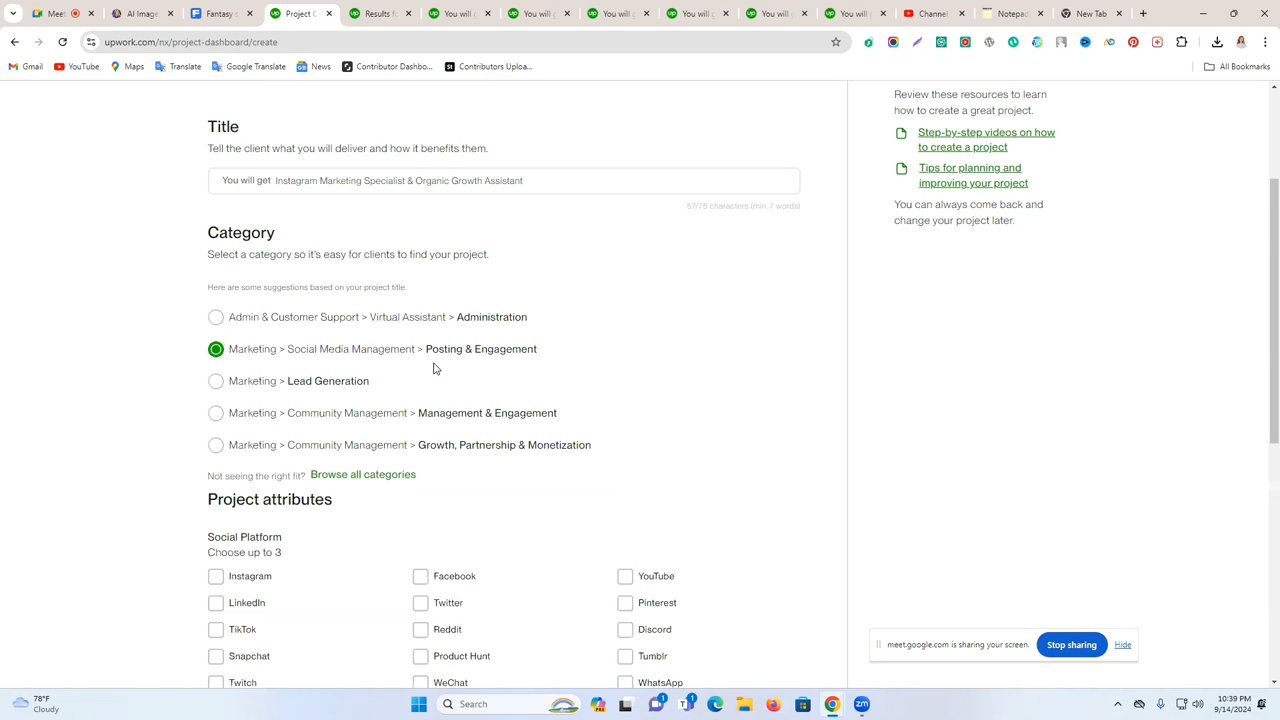 Meet
Image
Fantasy
Project C
Results fo
You will g
You will g
You will g
You will g
You will g
You will
Channel
Notepad
New Tab
upwork.com/nx/project-dashboard/create
Gmail
YouTube
Maps
Translate
Google Translate
News
Contributor Dashbo...
Contributors Uploa...
All Bookmarks
Title
Tell the client what you will deliver and how it benefits them.
You will get Instagram Marketing Specialist & Organic Growth Assistant
57/75 characters (min. 7 words)
Category
Select a category so it's easy for clients to find your project.
Here are some suggestions based on your project title.
Admin & Customer Support > Virtual Assistant > Administration
Marketing > Social Media Management > Posting & Engagement
Marketing > Lead Generation
Marketing > Community Management > Management & Engagement
Marketing > Community Management > Growth, Partnership & Monetization
Not seeing the right fit? Browse all categories
Project attributes
Social Platform
Choose up to 3
Instagram
Facebook
YouTube
LinkedIn
Twitter
Pinterest
TikTok
Reddit
Discord
Snapchat
Product Hunt
Tumblr
Twitch
WeChat
WhatsApp
Review these resources to learn
how to create a great project.
Step-by-step videos on how
to create a project
Tips for planning and
improving your project
You can always come back and
change your project later.
meet.google.com is sharing your screen.
Stop sharing
Hide
78°F
Cloudy
Search
1
1
zm
10:39 PM
9/14/2024